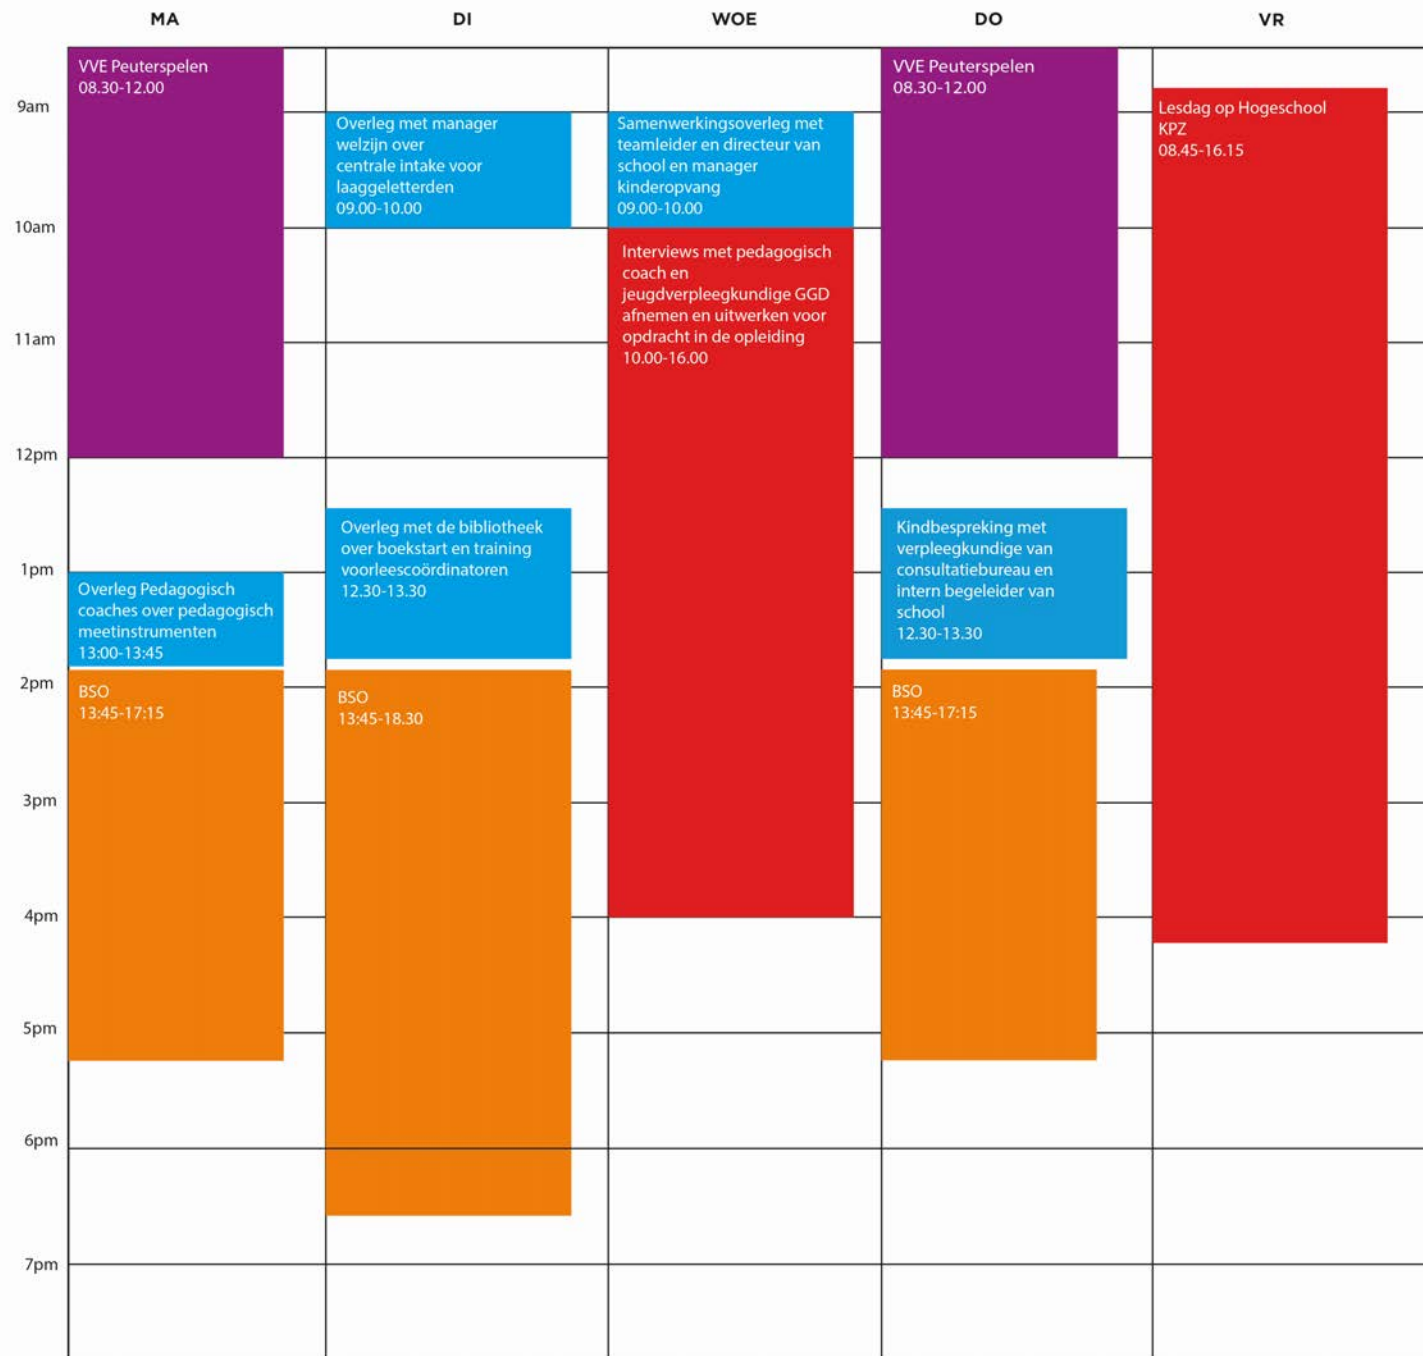 MA
DI
WOE
DO
VR
VVE Peuterspelen
08.30-12.00
Overleg Pedagogisch
coaches over pedagogisch
meetinstrumenten
13:00-13:45
BSO
13:45-17:15
Overleg met manager
welzijn over
centrale intake voor
laaggeletterden
09.00-10.00
Overleg met de bibliotheek
over boekstart en training
voorleescoördinatoren
12.30-13.30
BSO
13:45-18.30
Samenwerkingsoverleg met
teamleider en directeur van
school en manager
kinderopvang
09.00-10.00
Interviews met pedagogisch
coach en
jeugdverpleegkundige GGD
afnemen en uitwerken voor
opdracht in de opleiding
10.00-16.00
VVE Peuterspelen
08.30-12.00
Kindbespreking met
verpleegkundige van
consultatiebureau en
intern begeleider van
school
12.30-13.30
BSO
13:45-17:15
Lesdag op Hogeschool
KPZ
08.45-16.15
9am
10am
11am
12pm
1pm
2pm
3pm
4pm
5pm
6pm
7pm